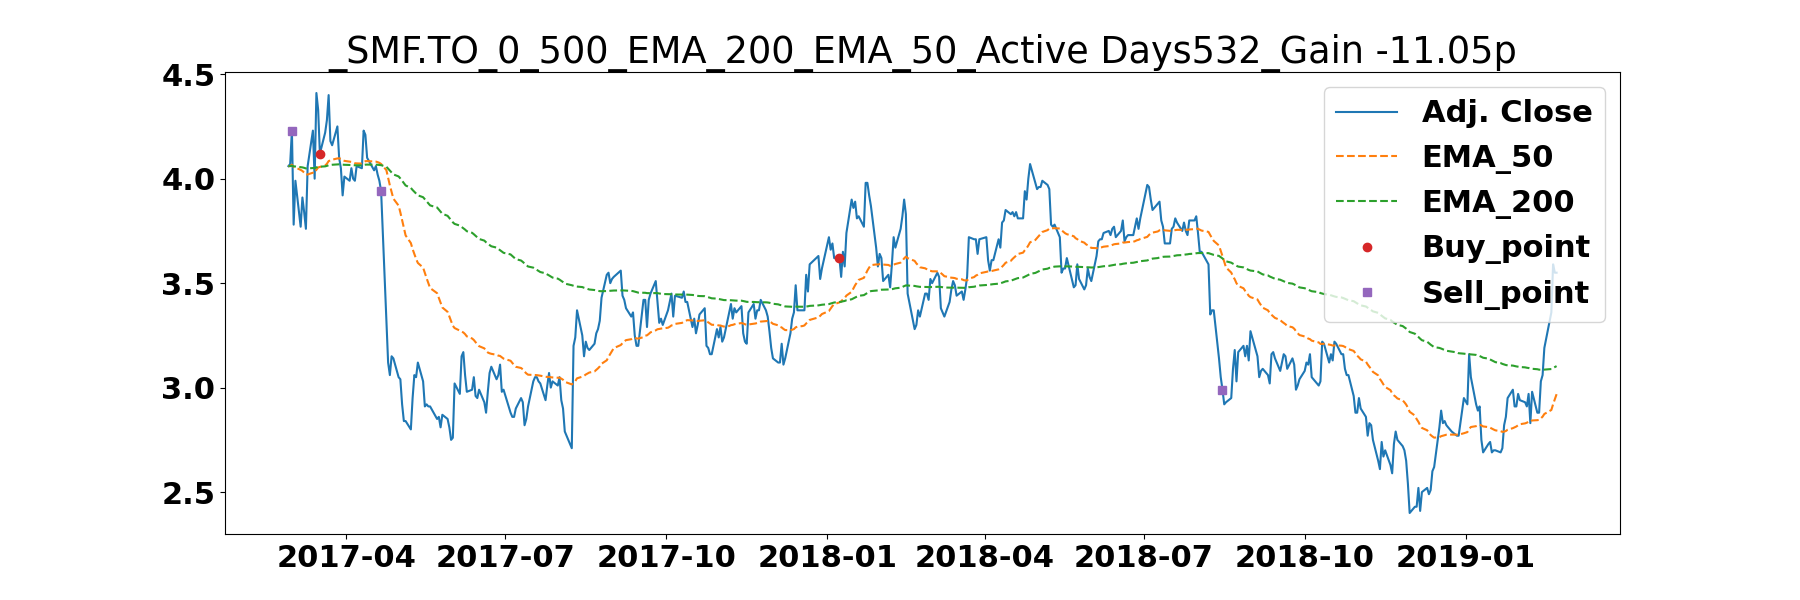 _SMF.TO_0_500_EMA_200_EMA_50_Active Days532_Gain -11.05p
4.5
4.0
3.5
3.0
2.5
Adj. Close
EMA_50
EMA_200
Buy_point
Sell_point
2017-04 2017-07 2017-10 2018-01 2018-04 2018-07 2018-10 2019-01